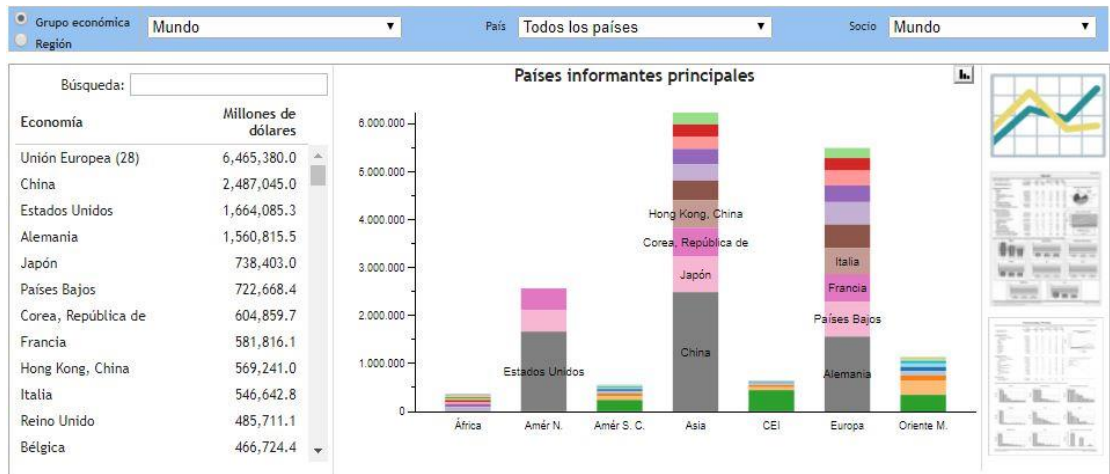 Grupo económica
Región
Mundo
País
Todos los países
Socio
Mundo
Búsqueda:
Economía
Millones de
dólares
Unión Europea (28) 6,465,380.0
China 2,487,045.0
Estados Unidos 1,664,085.3
Alemania 1,560,815.5
Japón 738,403.0
Países Bajos 722,668.4
Corea, República de 604,859.7
Francia 581,816.1
Hong Kong, China 569,241.0
Italia 546,642.8
Reino Unido 485,711.1
Bélgica 466,724.4
Países informantes principales
6.000.000
5.000.000
4.000.000
3.000.000
2.000.000
1.000.000
0
Estados Unidos
Hong Kong, China
Corea, República de
Japón
China
Italia
Francia
Países Bajos
Alemania
África
Amér N.
Amér S. C.
Asia
CEI
Europa
Oriente M.